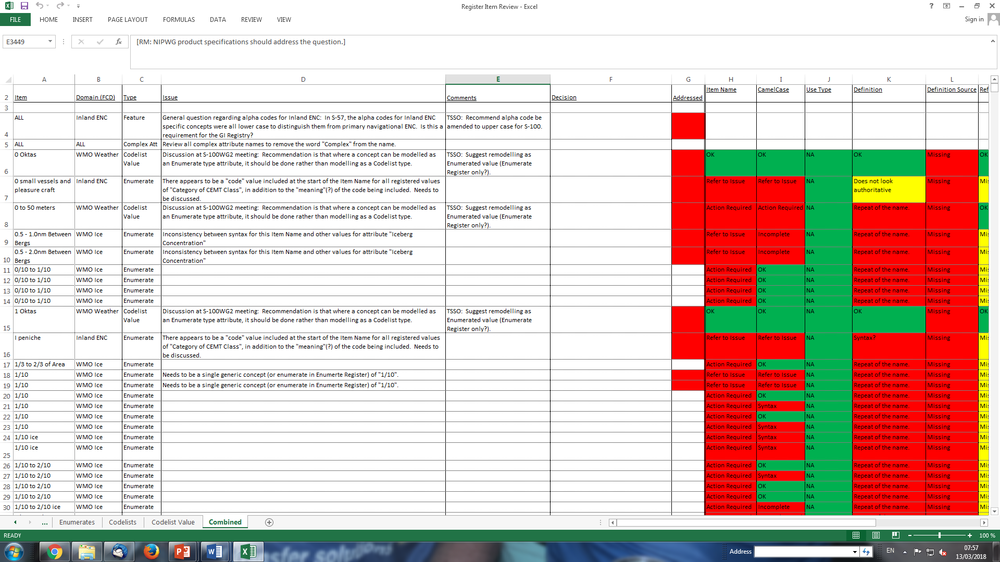 Register Item Review - Excel
FILE HOME INSERT PAGE LAYOUT FORMULAS DATA REVIEW VIEW
Sign in
E3449
fx
[RM: NIPWG product specifications should address the question.]
A B C D E F G H I J K L
2 Item Domain (FCD) Type Issue Comments Decision Addressed Item Name CamelCase Use Type Definition Definition Source Ref
3
4 ALL Inland ENC Feature General question regarding alpha codes for Inland ENC: In S-57, the alpha codes for Inland ENC TSSO: Recommend alpha code be
specific concepts were all lower case to distinguish them from primary navigational ENC. Is this a amended to upper case for S-100.
requirement for the GI Registry?
5 ALL ALL Complex Att Review all complex attribute names to remove the word "Complex" from the name.
6 0 Oktas WMO Weather Codelist Discussion at S-100WG2 meeting: Recommendation is that where a concept can be modelled as TSSO: Suggest remodelling as OK OK NA OK Missing OK
Value an Enumerate type attribute, it should be done rather than modelling as a Codelist type. Enumerated value (Enumerate
Register only?).
7 0 small vessels and Inland ENC Enumerate There appears to be a "code" value included at the start of the Item Name for all registered values Refer to Issue Refer to Issue NA Does not look Missing Mis
pleasure craft of "Category of CEMT Class", in addition to the "meaning"(?) of the code being included. Needs to authoritative
be discussed.
8 0 to 50 meters WMO Weather Codelist Discussion at S-100WG2 meeting: Recommendation is that where a concept can be modelled as TSSO: Suggest remodelling as Action Required Action Required NA Repeat of the name. Missing OK
Value an Enumerate type attribute, it should be done rather than modelling as a Codelist type. Enumerated value (Enumerate
Register only?).
9 0.5 - 1.0nm Between WMO Ice Enumerate Inconsistency between syntax for this Item Name and other values for attribute "Iceberg Refer to Issue Incomplete NA Repeat of the name. Missing Mis
Bergs Concentration"
10 0.5 - 2.0nm Between WMO Ice Enumerate Inconsistency between syntax for this Item Name and other values for attribute "Iceberg Refer to Issue Incomplete NA Repeat of the name. Missing Mis
Bergs Concentration"
11 0/10 to 1/10 WMO Ice Enumerate Action Required OK NA Repeat of the name. Missing Mis
12 0/10 to 1/10 WMO Ice Enumerate Action Required OK NA Repeat of the name. Missing Mis
13 0/10 to 1/10 WMO Ice Enumerate Action Required OK NA Repeat of the name. Missing Mis
14 0/10 to 1/10 WMO Ice Enumerate Action Required OK NA Repeat of the name. Missing Mis
15 1 Oktas WMO Weather Codelist Discussion at S-100WG2 meeting: Recommendation is that where a concept can be modelled as TSSO: Suggest remodelling as OK OK NA OK Missing OK
Value an Enumerate type attribute, it should be done rather than modelling as a Codelist type. Enumerated value (Enumerate
Register only?).
16 I peniche Inland ENC Enumerate There appears to be a "code" value included at the start of the Item Name for all registered values Refer to Issue Refer to Issue NA Syntax? Missing Mis
of "Category of CEMT Class", in addition to the "meaning"(?) of the code being included. Needs to
be discussed.
17 1/3 to 2/3 of Area WMO Ice Enumerate Action Required OK NA Repeat of the name. Missing Mis
18 1/10 WMO Ice Enumerate Needs to be a single generic concept (or enumerate in Enumerte Register) of "1/10". Refer to Issue Refer to Issue NA Repeat of the name. Missing Mis
19 1/10 WMO Ice Enumerate Needs to be a single generic concept (or enumerate in Enumerte Register) of "1/10". Refer to Issue Refer to Issue NA Repeat of the name. Missing Mis
20 1/10 WMO Ice Enumerate Action Required OK NA Repeat of the name. Missing Mis
21 1/10 WMO Ice Enumerate Action Required Syntax NA Repeat of the name. Missing Mis
22 1/10 WMO Ice Enumerate Action Required OK NA Repeat of the name. Missing Mis
23 1/10 WMO Ice Enumerate Action Required Syntax NA Repeat of the name. Missing Mis
24 1/10 ice WMO Ice Enumerate Action Required Syntax NA Repeat of the name. Missing Mis
25 1/10 ice WMO Ice Enumerate Action Required Syntax NA Repeat of the name. Missing Mis
26 1/10 to 2/10 WMO Ice Enumerate Action Required OK NA Repeat of the name. Missing Mis
27 1/10 to 2/10 WMO Ice Enumerate Action Required Syntax NA Repeat of the name. Missing Mis
28 1/10 to 2/10 WMO Ice Enumerate Action Required OK NA Repeat of the name. Missing Mis
29 1/10 to 2/10 WMO Ice Enumerate Action Required OK NA Repeat of the name. Missing Mis
30 1/10 to 2/10 ice WMO Ice Enumerate Action Required Incomplete NA Repeat of the name. Missing Mis
... Enumerates Codelists Codelist Value Combined
READY 100 %
Address EN 07:57
13/03/2018